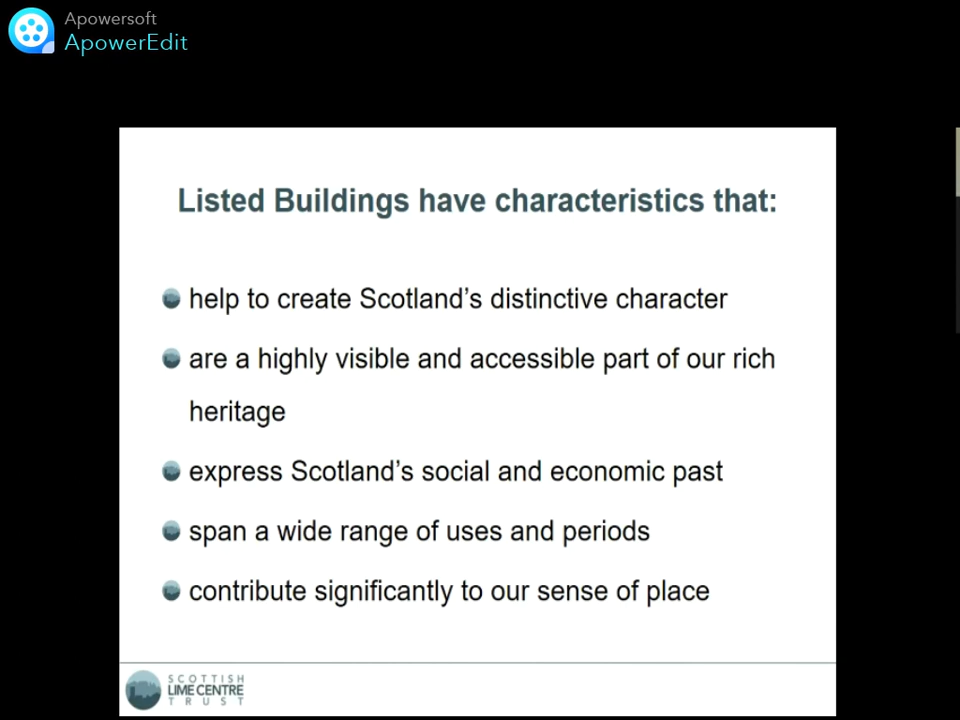 Apowersoft
ApowerEdit
Listed Buildings have characteristics that:
help to create Scotland's distinctive character
are a highly visible and accessible part of our rich
heritage
express Scotland's social and economic past
span a wide range of uses and periods
contribute significantly to our sense of place
SCOTTISH
LIME CENTRE
TRUST